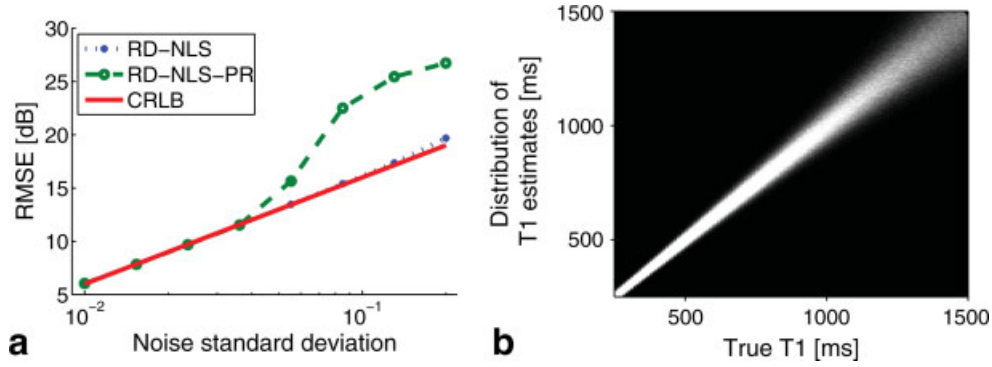 30
25
20
15
10
5
RMSE [dB]
RD-NLS
RD-NLS-PR
CRLB
10⁻²
10⁻¹
Noise standard deviation
a
1500
1000
500
Distribution of
T1 estimates [ms]
500
1000
1500
True T1 [ms]
b